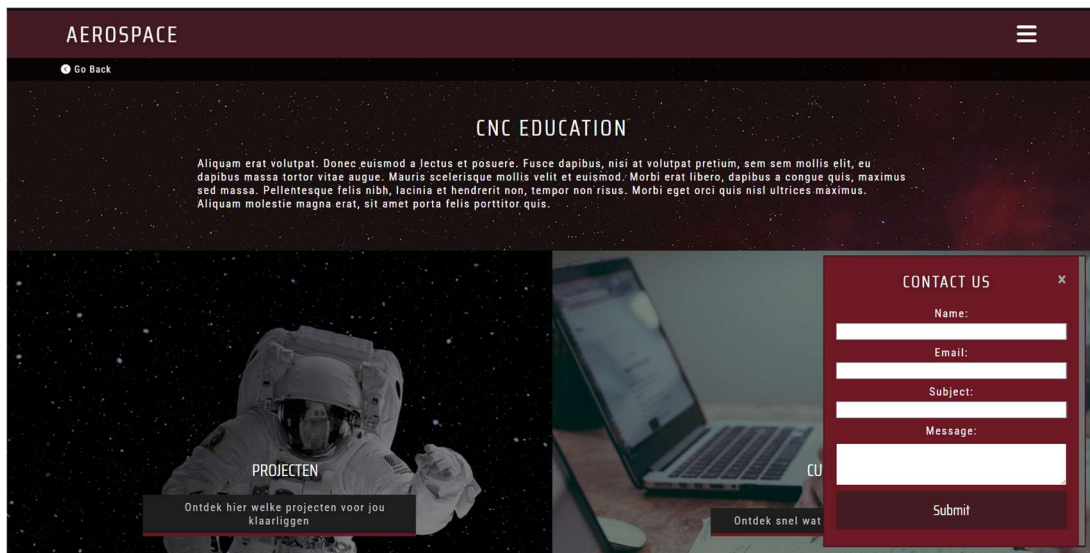 AEROSPACE
Go Back
CNC EDUCATION
Aliquam erat volutpat. Donec euismod a lectus et posuere. Fusce dapibus, nisi at volutpat pretium, sem sem mollis elit, eu
dapibus massa tortor vitae augue. Mauris scelerisque mollis velit et euismod. Morbi erat libero, dapibus a congue quis, maximus
sed massa. Pellentesque felis nibh, lacinia et hendrerit non, tempor non risus. Morbi eget orci quis nisl ultrices maximus.
Aliquam molestie magna erat, sit amet porta felis porttitor quis.
PROJECTEN
Ontdek hier welke projecten voor jou
klaarliggen
CU
Ontdek snel wat
CONTACT US ×
Name:
Email:
Subject:
Message:
Submit